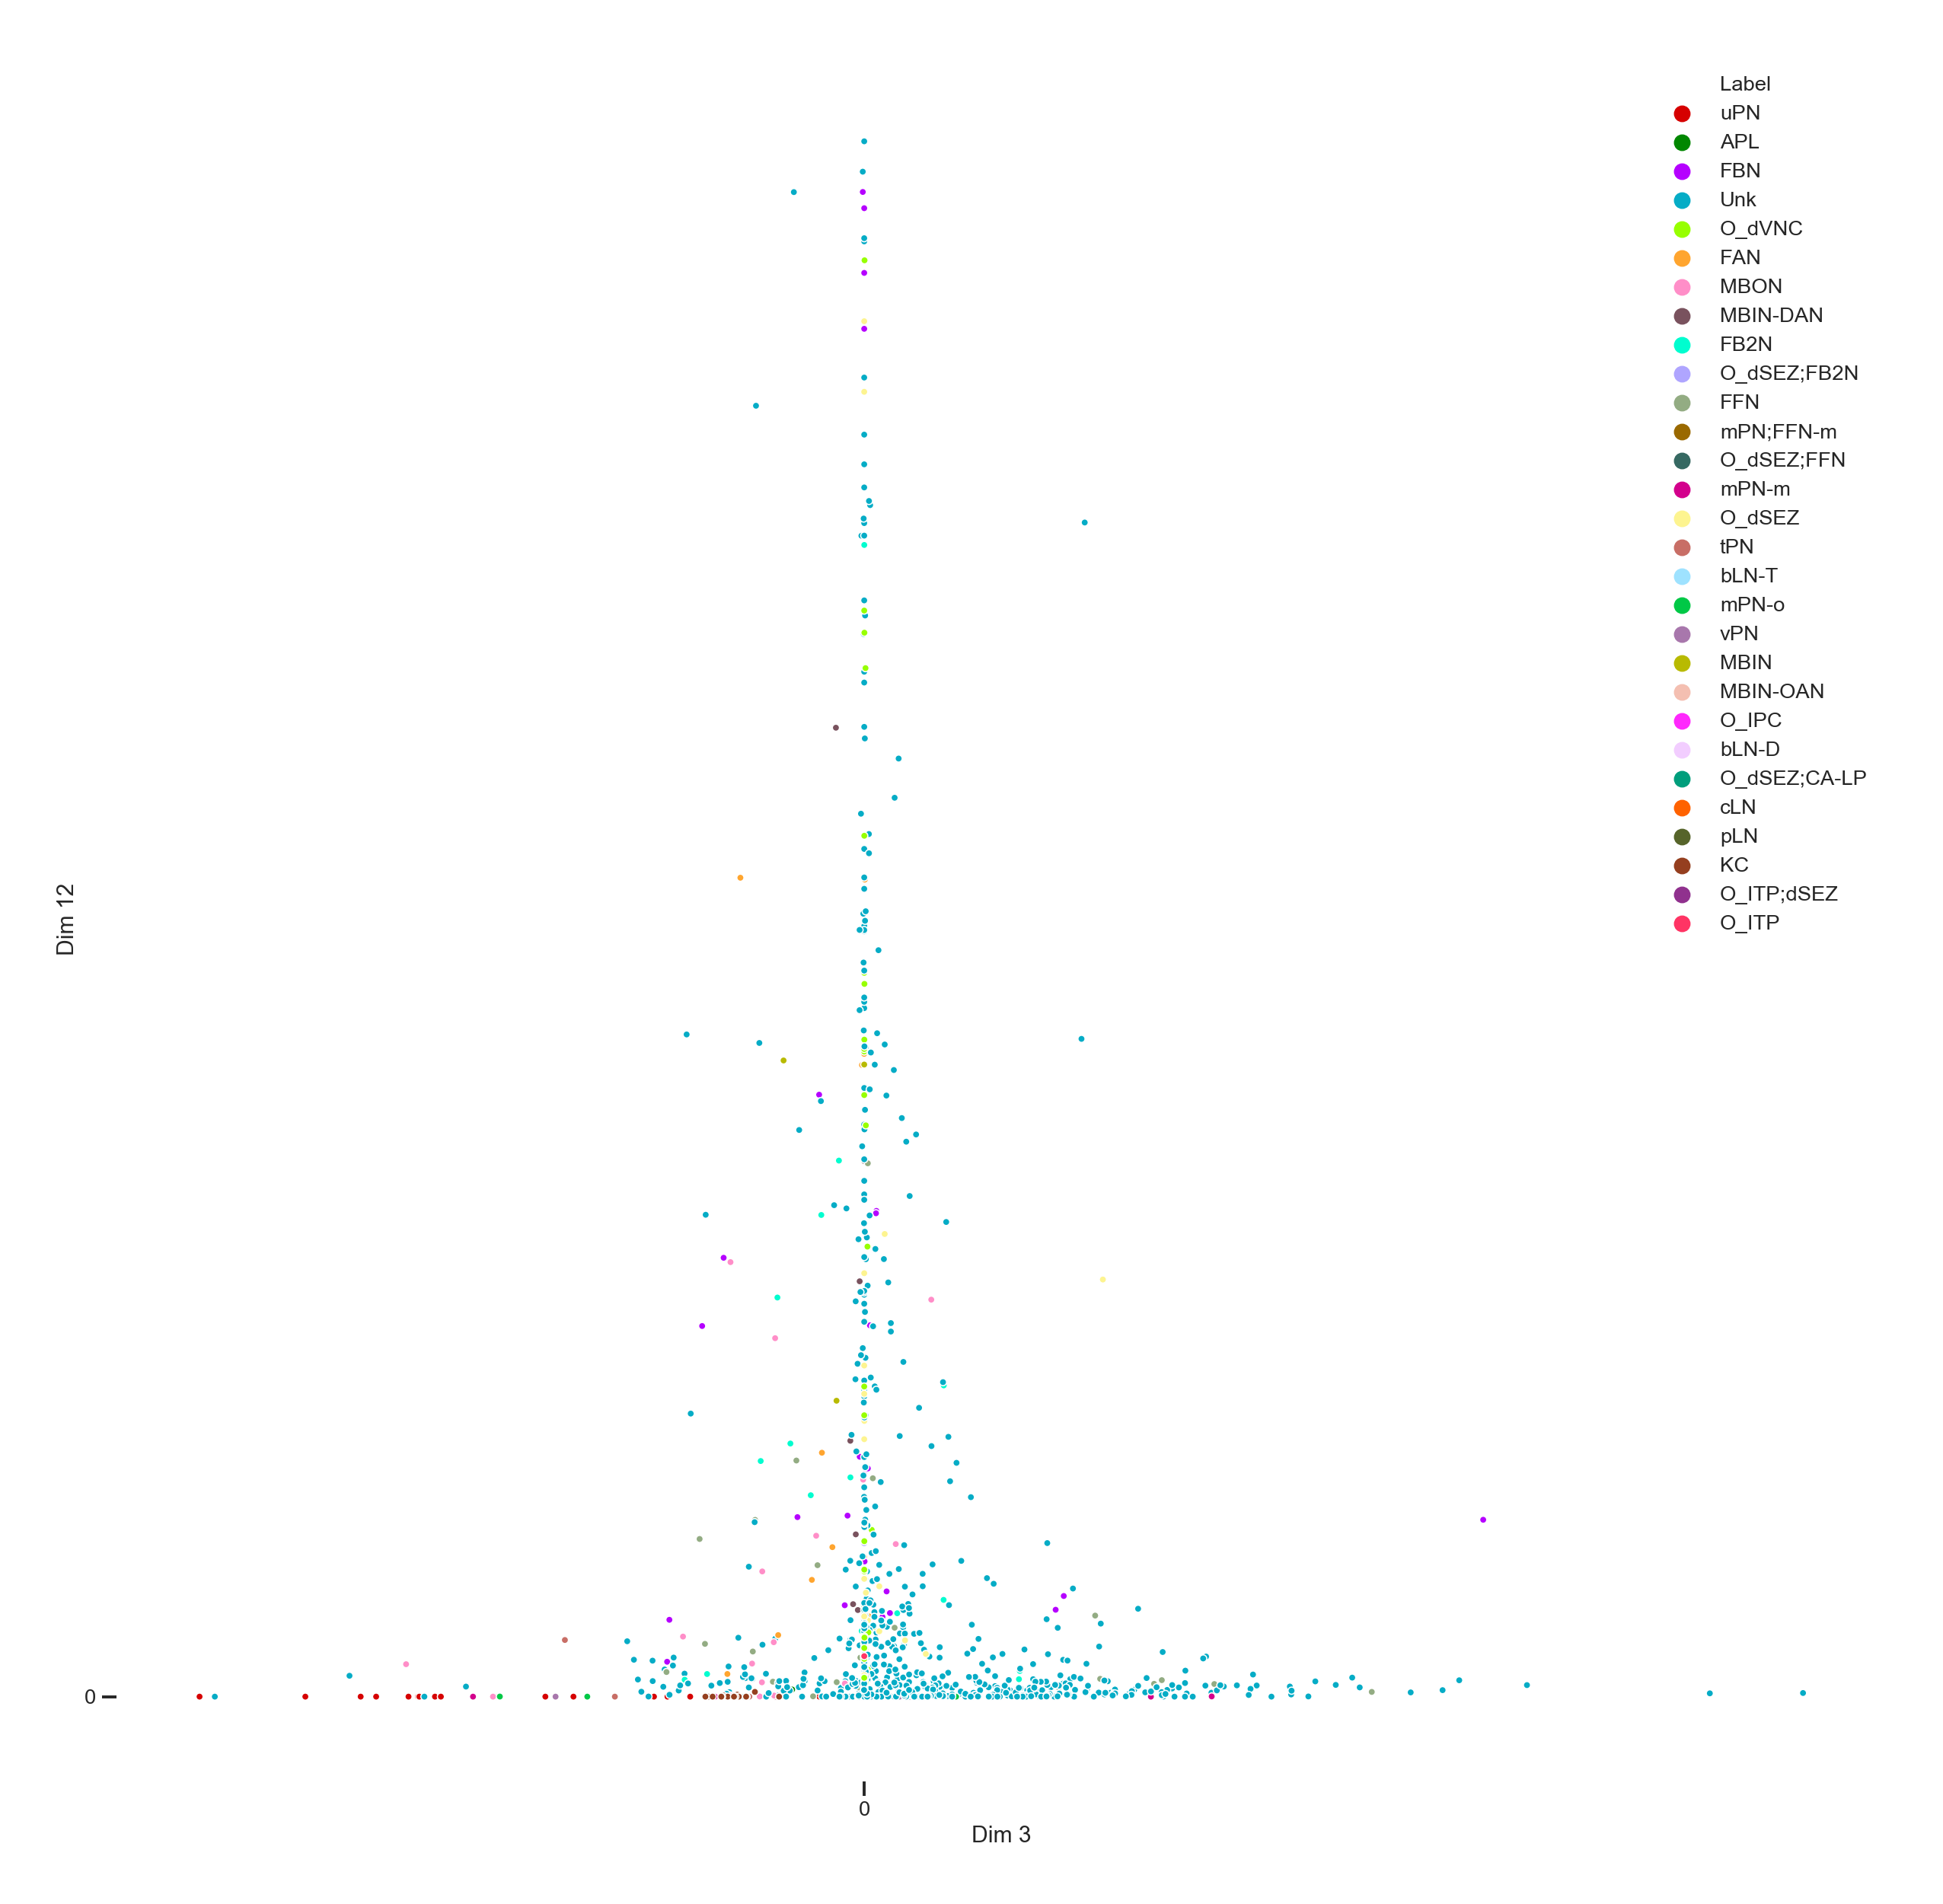 Label
uPN
APL
FBN
Unk
O_dVNC
FAN
MBON
MBIN-DAN
FB2N
O_dSEZ;FB2N
FFN
mPN;FFN-m
O_dSEZ;FFN
mPN-m
O_dSEZ
tPN
bLN-T
mPN-o
vPN
MBIN
MBIN-OAN
O_IPC
bLN-D
O_dSEZ;CA-LP
cLN
pLN
KC
O_ITP;dSEZ
O_ITP
Dim 12
0
0
Dim 3